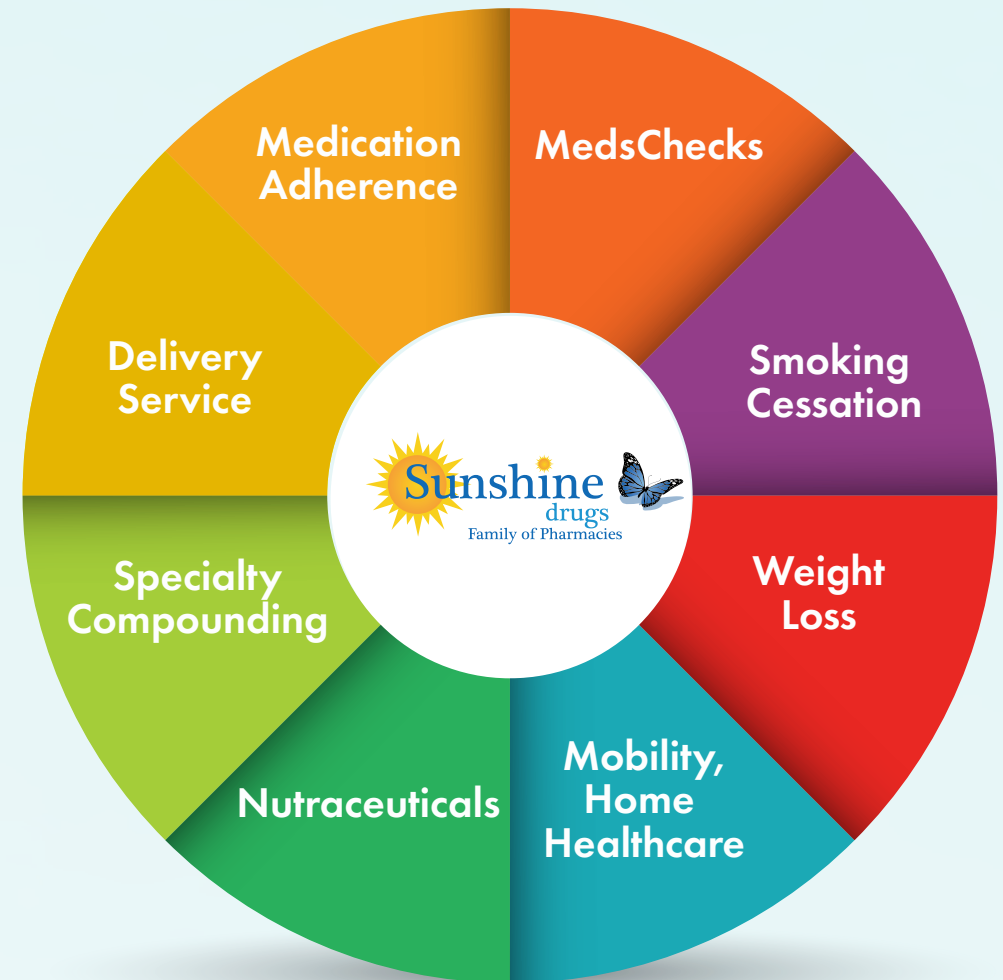 Medication
Adherence
MedsChecks
Smoking
Cessation
Weight
Loss
Mobility,
Home
Healthcare
Nutraceuticals
Specialty
Compounding
Delivery
Service
Sunshine
drugs
Family of Pharmacies